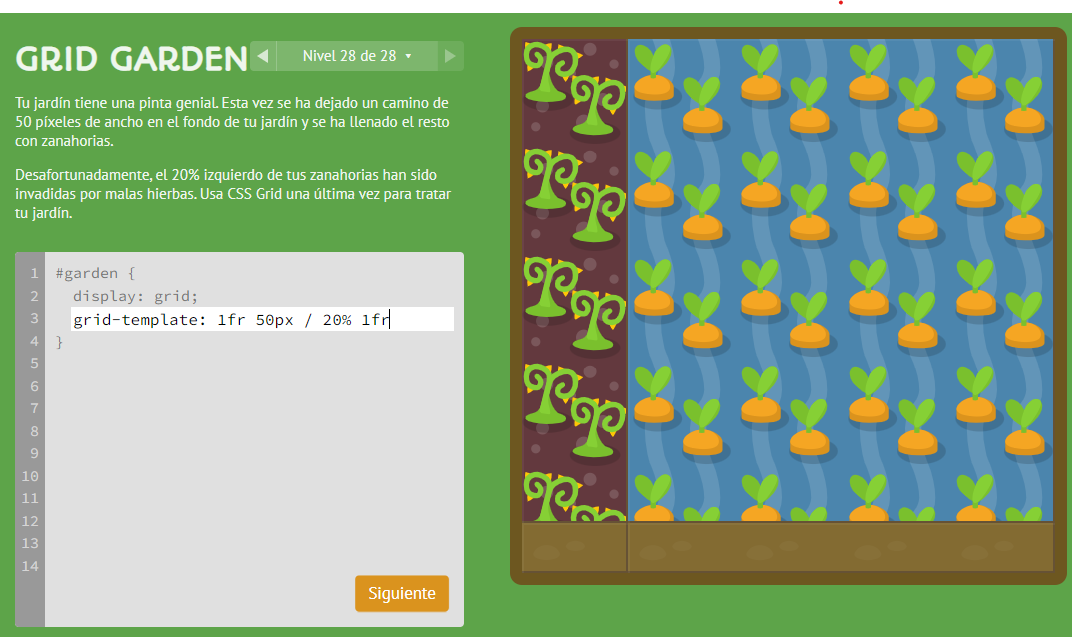 GRID GARDEN
Nivel 28 de 28
Tu jardín tiene una pinta genial. Esta vez se ha dejado un camino de
50 píxeles de ancho en el fondo de tu jardín y se ha llenado el resto
con zanahorias.
Desafortunadamente, el 20% izquierdo de tus zanahorias han sido
invadidas por malas hierbas. Usa CSS Grid una última vez para tratar
tu jardín.
1 #garden {
2 display: grid;
3 grid-template: 1fr 50px / 20% 1fr
4 }
5
6
7
8
9
10
11
12
13
14
Siguiente